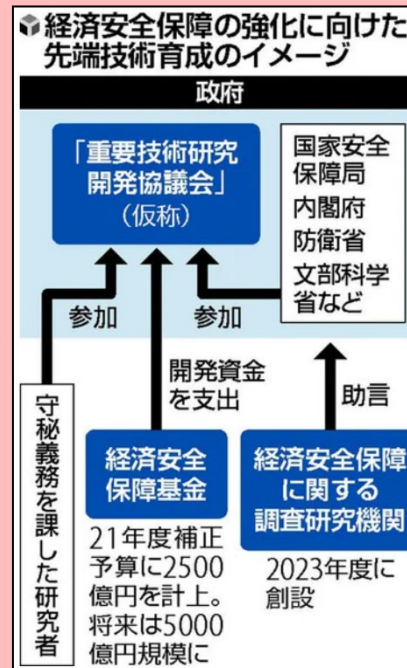 経済安全保障の強化に向けた
先端技術育成のイメージ
政府
「重要技術研究
開発協議会」
(仮称)
国家安全
保障局
内閣府
防衛省
文部科学
省など
参加
参加
開発資金
を支出
助言
守秘義務を課した研究者
経済安全
保障基金
21年度補正
予算に2500
億円を計上。
将来は5000
億円規模に
経済安全保障
に関する
調査研究機関
2023年度に
創設